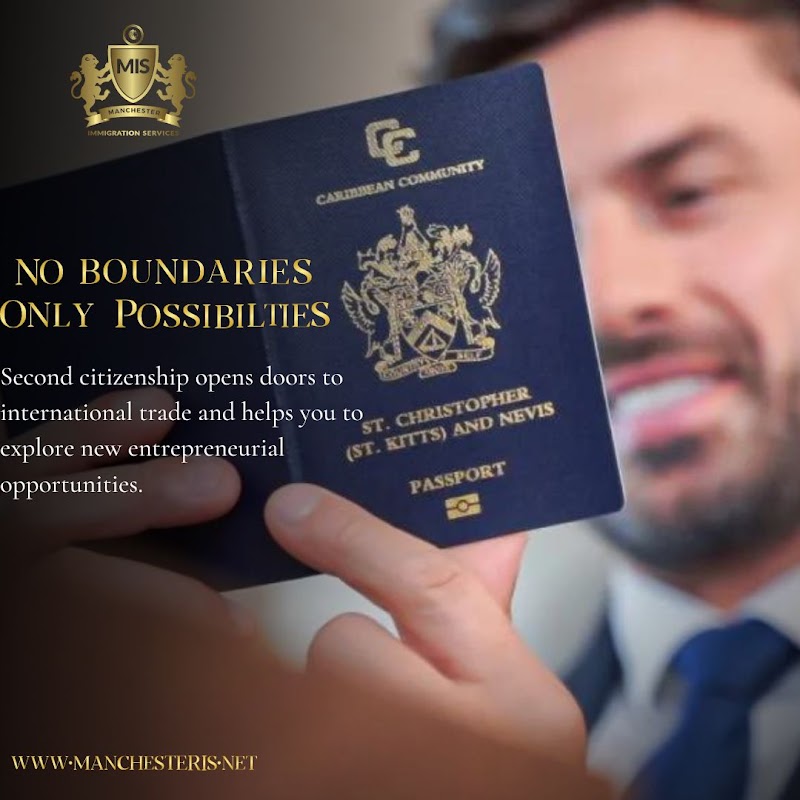 MIS
MANCHESTER
IMMIGRATION SERVICES
CARIBBEAN COMMUNITY
NO BOUNDARIES
ONLY POSSIBILTIES
Second citizenship opens doors to
international trade and helps you to
explore new entrepreneurial
opportunities.
ST. CHRISTOPHER
(ST. KITTS) AND NEVIS
PASSPORT
WWW.MANCHESTERIS.NET